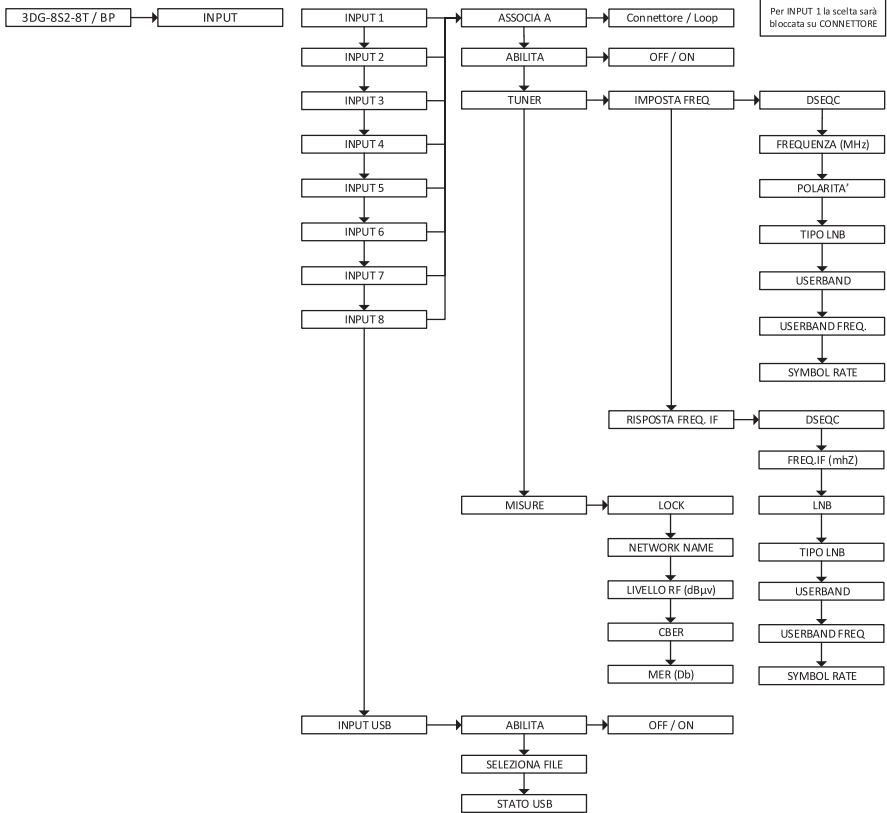 3DG-8S2-8T / BP
INPUT
INPUT 1
ASSOCIA A
Connettore / Loop
Per INPUT 1 la scelta sarà
bloccata su CONNETTORE
INPUT 2
ABILITA
OFF / ON
INPUT 3
TUNER
IMPOSTA FREQ
DSEQC
INPUT 4
FREQUENZA (MHz)
INPUT 5
POLARITA’
INPUT 6
TIPO LNB
INPUT 7
USERBAND
INPUT 8
USERBAND FREQ.
SYMBOL RATE
RISPOSTA FREQ. IF
DSEQC
FREQ.IF (mhZ)
MISURE
LOCK
LNB
NETWORK NAME
TIPO LNB
LIVELLO RF (dBµv)
USERBAND
CBER
USERBAND FREQ
MER (Db)
SYMBOL RATE
INPUT USB
ABILITA
OFF / ON
SELEZIONA FILE
STATO USB